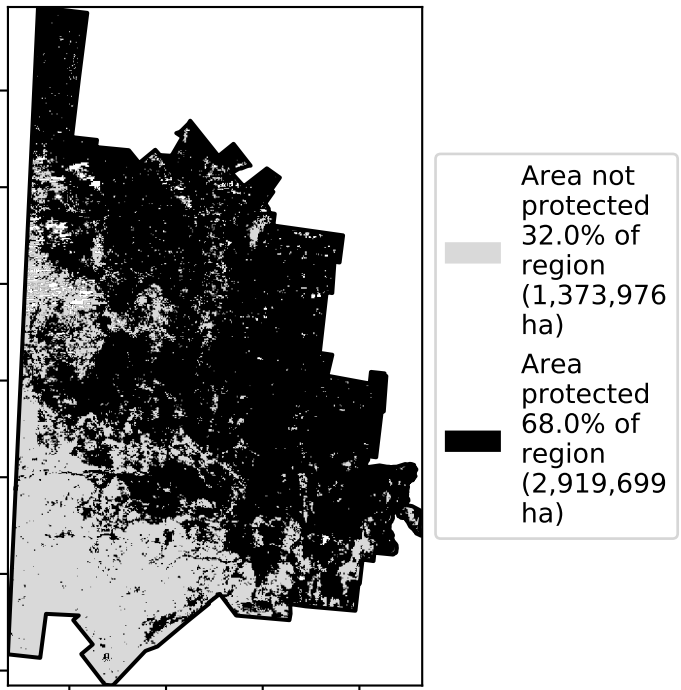 Area not
protected
32.0% of
region
(1,373,976
ha)
Area
protected
68.0% of
region
(2,919,699
ha)